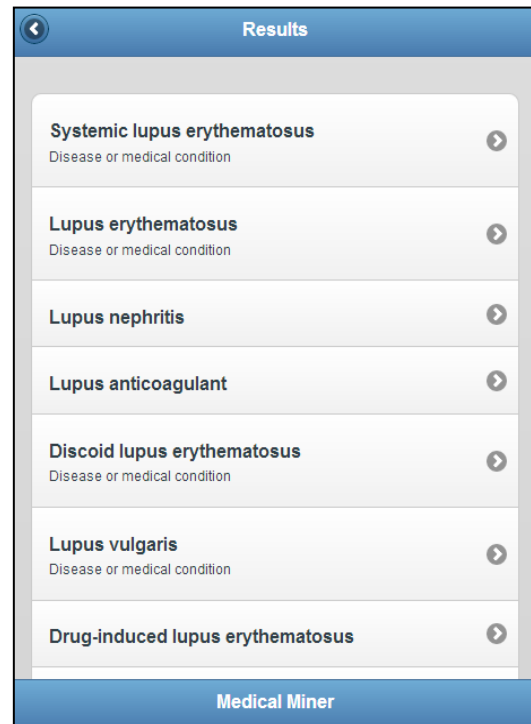 Results
Systemic lupus erythematosus
Disease or medical condition
Lupus erythematosus
Disease or medical condition
Lupus nephritis
Lupus anticoagulant
Discoid lupus erythematosus
Disease or medical condition
Lupus vulgaris
Disease or medical condition
Drug-induced lupus erythematosus
Medical Miner